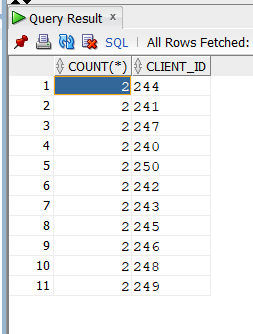 Query Result x
SQL | All Rows Fetched:
COUNT(*) CLIENT_ID
1 2 244
2 2 241
3 2 247
4 2 240
5 2 250
6 2 242
7 2 243
8 2 245
9 2 246
10 2 248
11 2 249